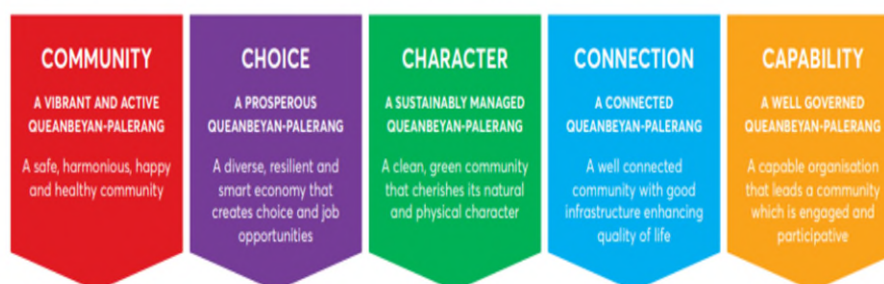 COMMUNITY
A VIBRANT AND ACTIVE
QUEANBEYAN-PALERANG
A safe, harmonious, happy
and healthy community
CHOICE
A PROSPEROUS
QUEANBEYAN-PALERANG
A diverse, resilient and
smart economy that
creates choice and job
opportunities
CHARACTER
A SUSTAINABLY MANAGED
QUEANBEYAN-PALERANG
A clean, green community
that cherishes its natural
and physical character
CONNECTION
A CONNECTED
QUEANBEYAN-PALERANG
A well connected
community with good
infrastructure enhancing
quality of life
CAPABILITY
A WELL GOVERNED
QUEANBEYAN-PALERANG
A capable organisation
that leads a community
which is engaged and
participative